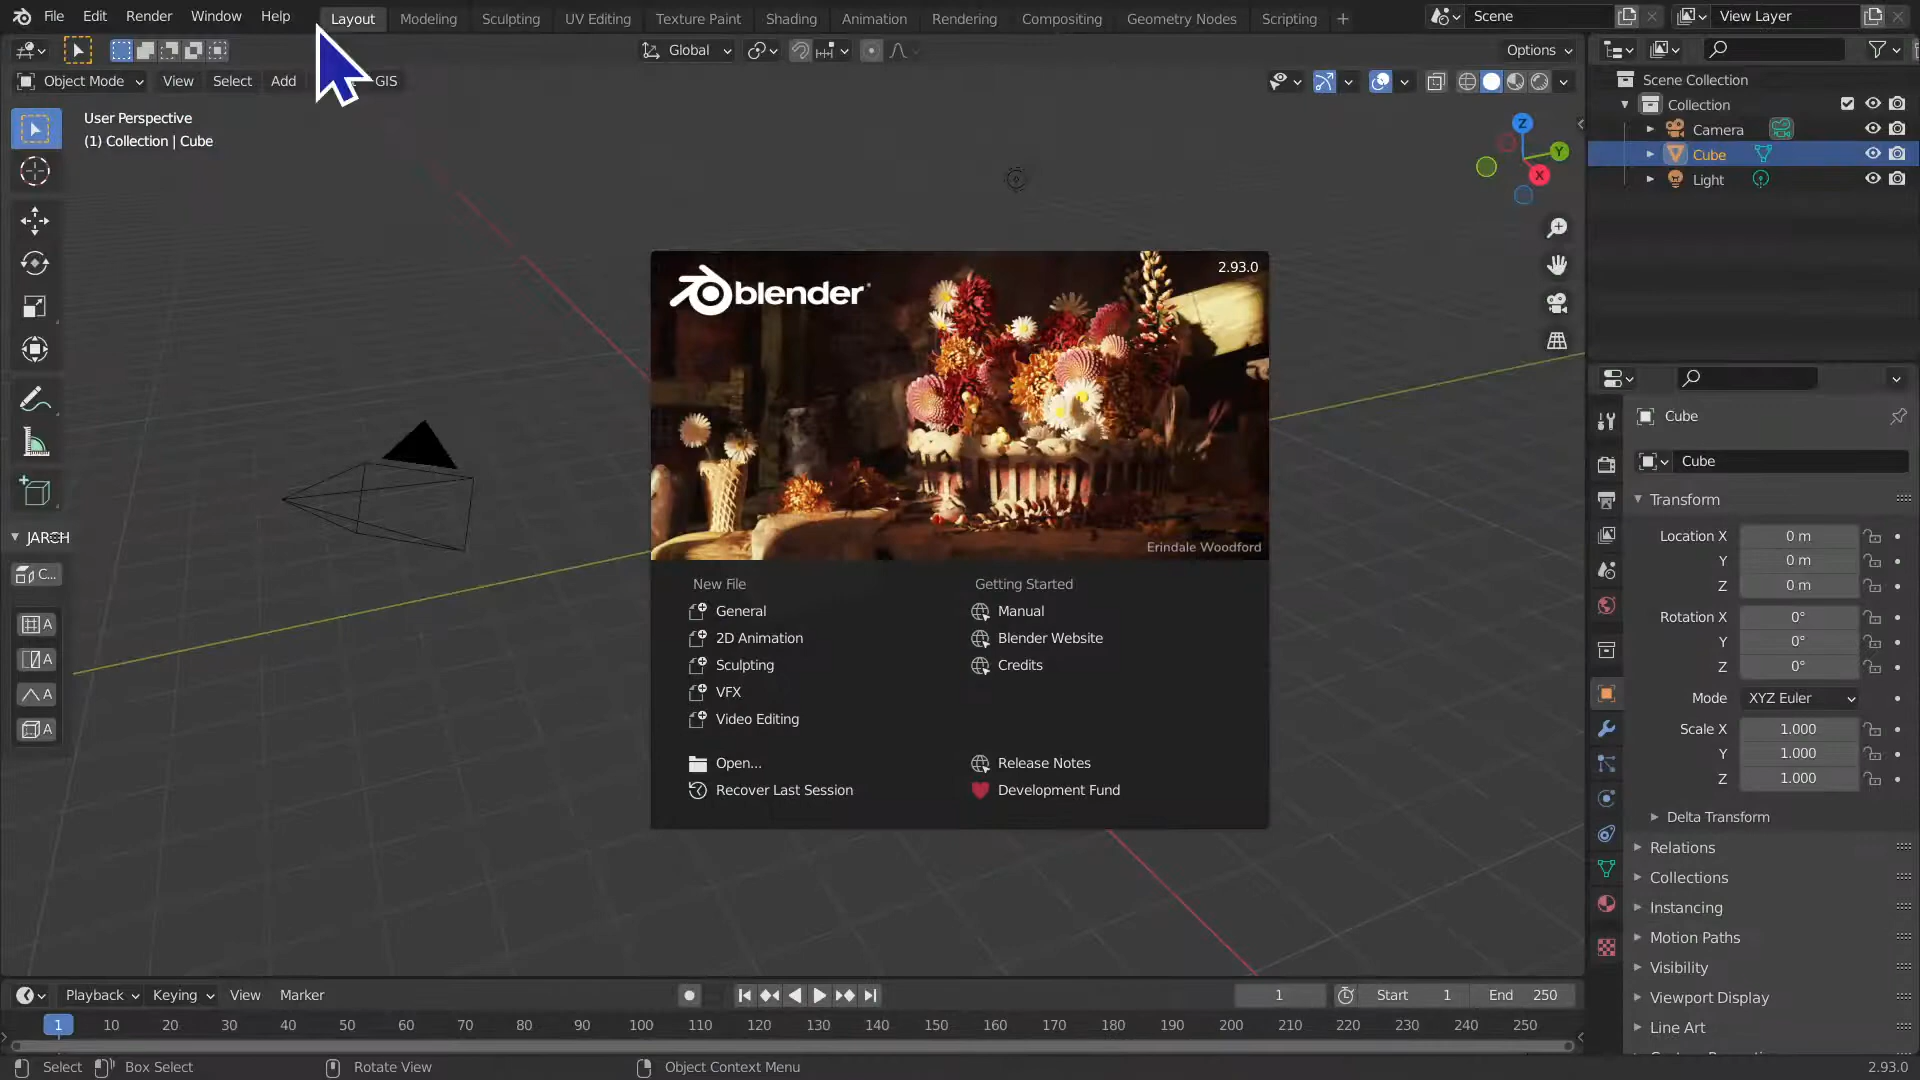 File Edit Render Window Help Layout Modeling Sculpting UV Editing Texture Paint Shading Animation Rendering Compositing Geometry Nodes Scripting + Scene View Layer
Global Options
Object Mode View Select Add GIS
User Perspective
(1) Collection | Cube
Z
Y
X
Scene Collection
Collection
Camera
Cube
Light
blender
2.93.0
Erindale Woodford
New File
General
2D Animation
Sculpting
VFX
Video Editing
Open...
Recover Last Session
Getting Started
Manual
Blender Website
Credits
Release Notes
Development Fund
JARCH
C...
A
A
A
A
Cube
Cube
Transform
Location X 0 m
Y 0 m
Z 0 m
Rotation X 0°
Y 0°
Z 0°
Mode XYZ Euler
Scale X 1.000
Y 1.000
Z 1.000
Delta Transform
Relations
Collections
Instancing
Motion Paths
Visibility
Viewport Display
Line Art
Playback Keying View Marker 1 Start 1 End 250
1 10 20 30 40 50 60 70 80 90 100 110 120 130 140 150 160 170 180 190 200 210 220 230 240 250
Select Box Select Rotate View Object Context Menu 2.93.0